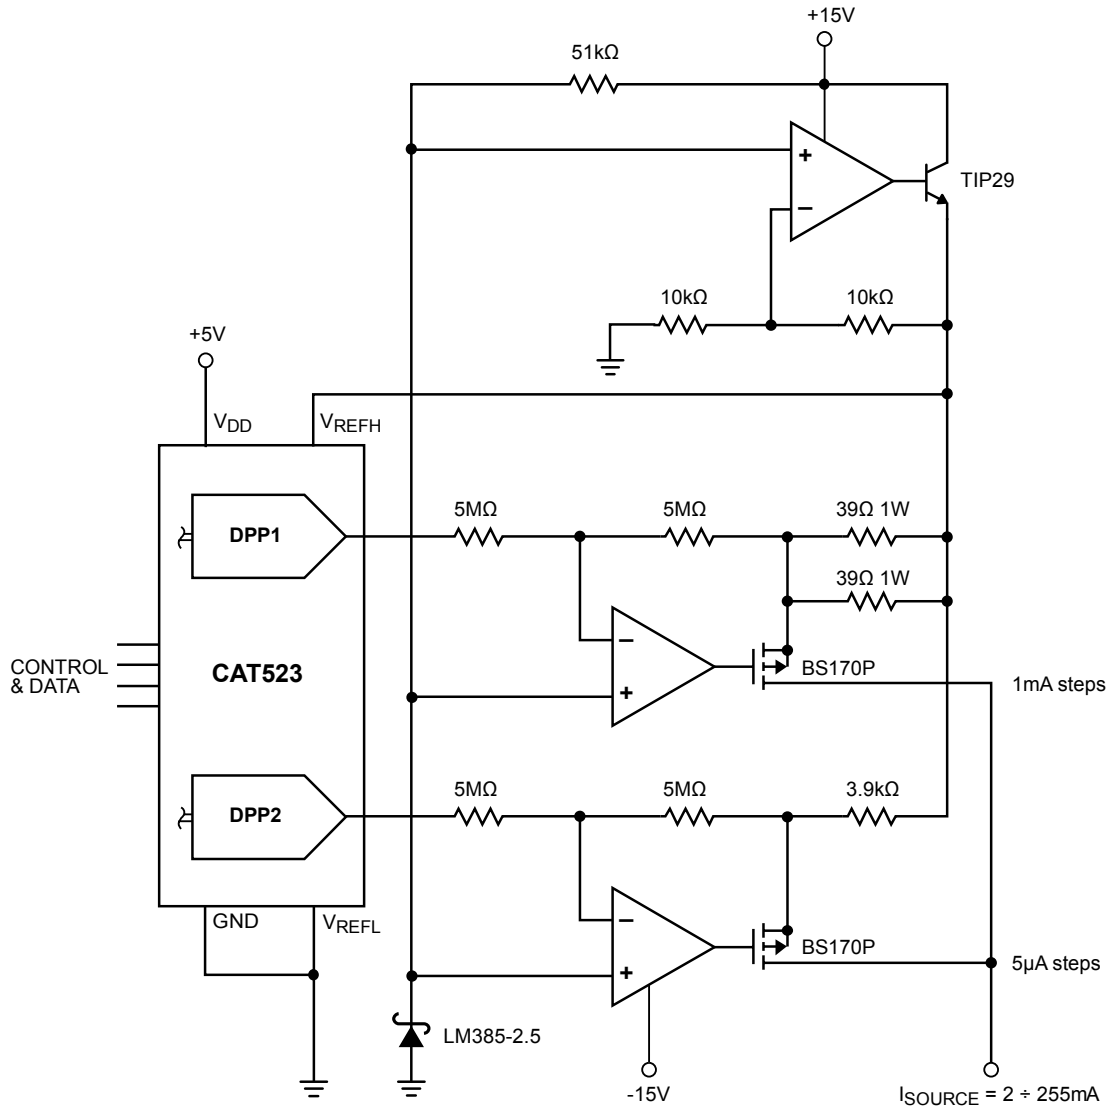 +15V
51kΩ
+
−
TIP29
10kΩ
10kΩ
+5V
VDD
VREFH
DPP1
5MΩ
5MΩ
39Ω 1W
39Ω 1W
−
+
BS170P
CONTROL
& DATA
CAT523
1mA steps
DPP2
5MΩ
5MΩ
3.9kΩ
−
+
BS170P
GND
VREFL
5µA steps
LM385-2.5
-15V
ISOURCE = 2 ÷ 255mA